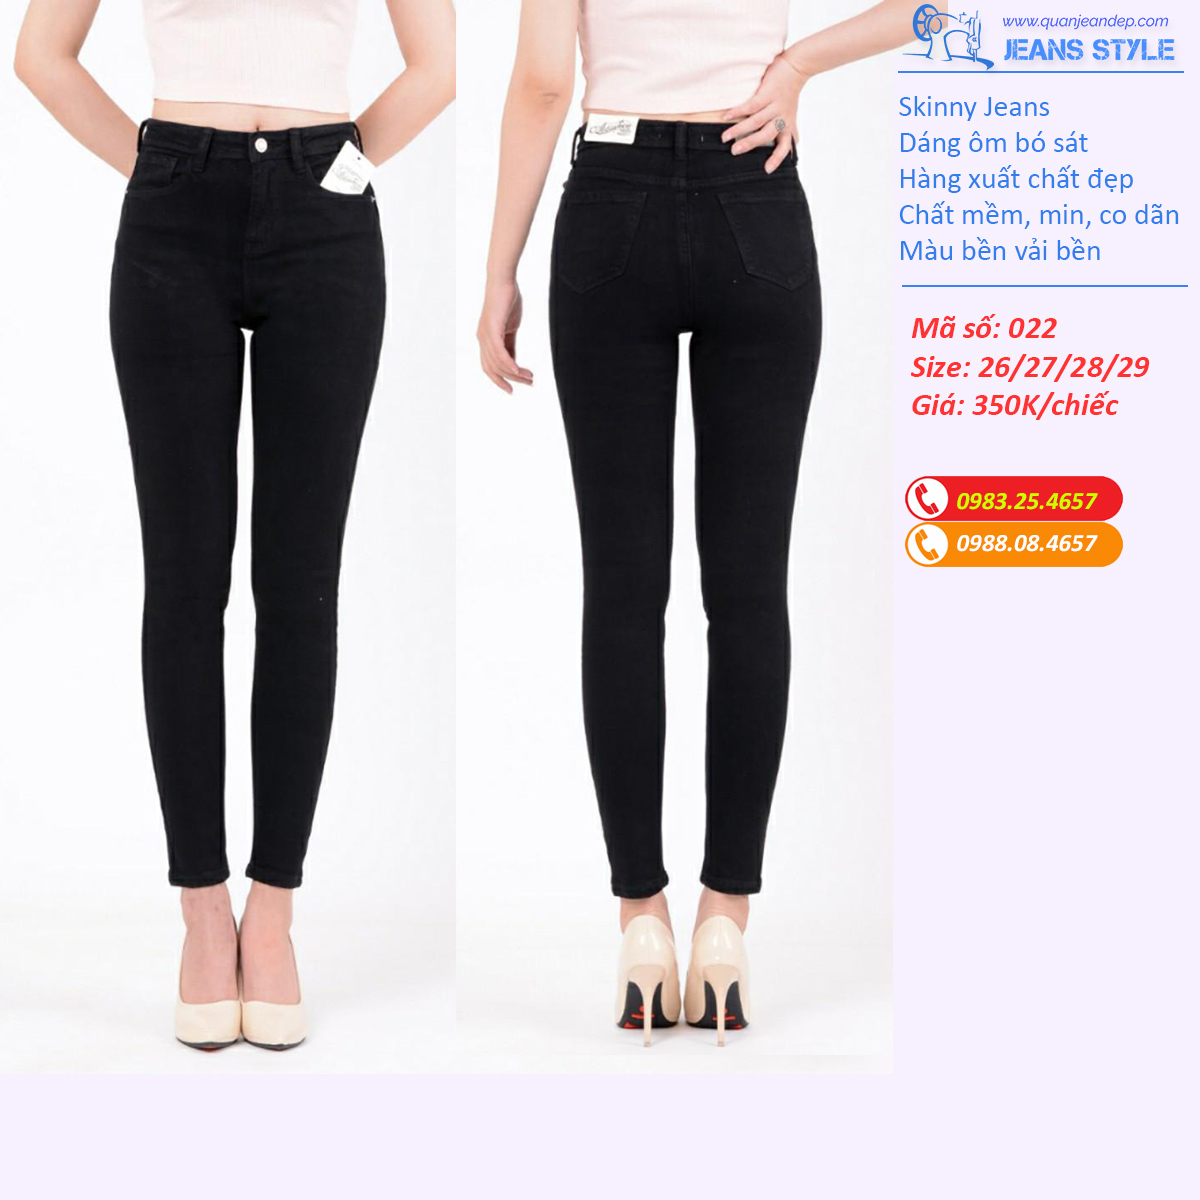 www.quanjeandep.com
JEANS STYLE
Skinny Jeans
Dáng ôm bó sát
Hàng xuất chất đẹp
Chất mềm, min, co dãn
Màu bền vải bền
Mã số: 022
Size: 26/27/28/29
Giá: 350K/chiếc
0983.25.4657
0988.08.4657